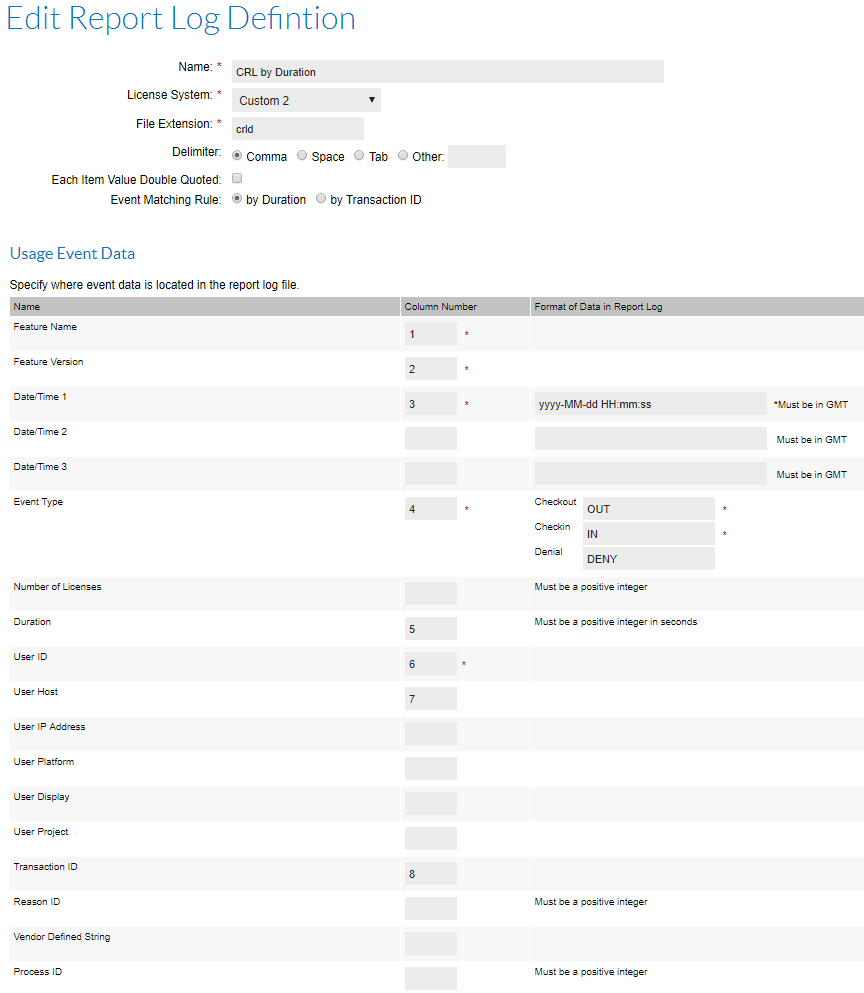 Edit Report Log Defintion
Name: * CRL by Duration
License System: * Custom 2
File Extension: * crld
Delimiter: Comma Space Tab Other:
Each Item Value Double Quoted:
Event Matching Rule: by Duration by Transaction ID
Usage Event Data
Specify where event data is located in the report log file.
Name Column Number Format of Data in Report Log
Feature Name 1 *
Feature Version 2 *
Date/Time 1 3 * yyyy-MM-dd HH:mm:ss *Must be in GMT
Date/Time 2 Must be in GMT
Date/Time 3 Must be in GMT
Event Type 4 * Checkout OUT *
Checkin IN *
Denial DENY
Number of Licenses Must be a positive integer
Duration 5 Must be a positive integer in seconds
User ID 6 *
User Host 7
User IP Address
User Platform
User Display
User Project
Transaction ID 8
Reason ID Must be a positive integer
Vendor Defined String
Process ID Must be a positive integer